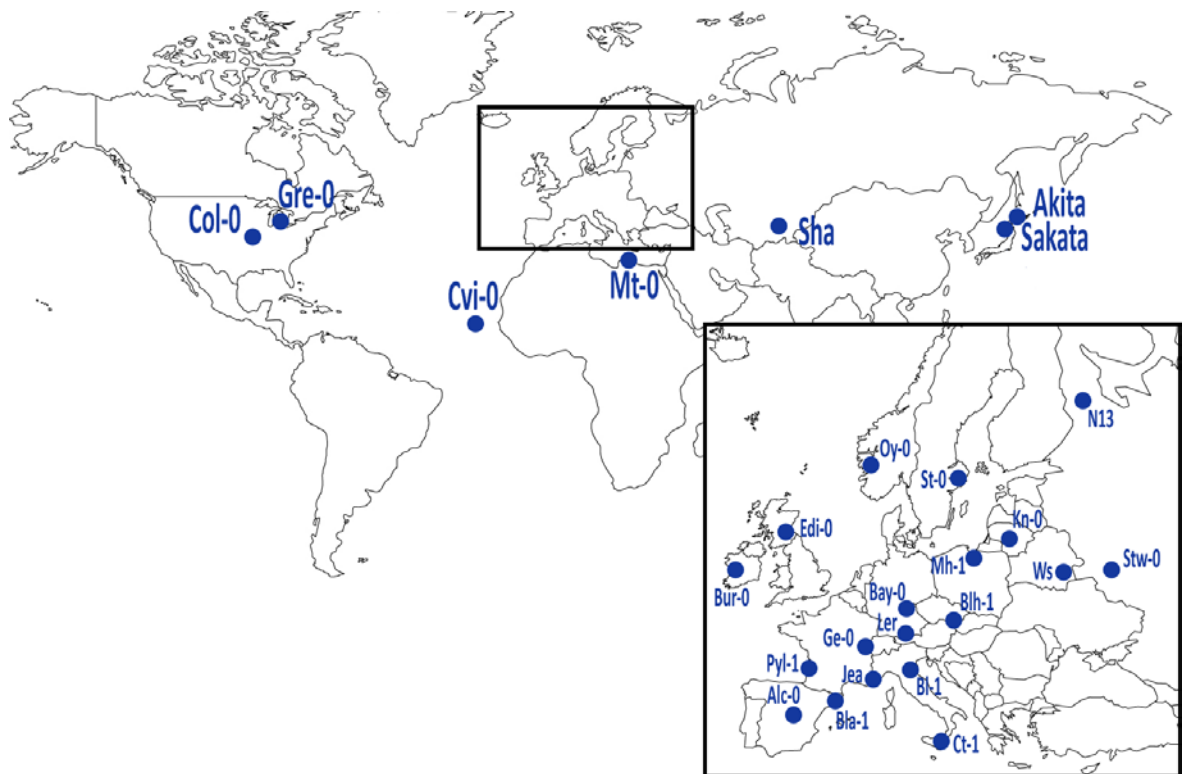 Gre-0
Col-0
Akita
Sha
Sakata
Mt-0
Cvi-0
N13
Oy-0
St-0
Kn-0
Edi-0
Mh-1
Ws
Stw-0
Bur-0
Bay-0
Blh-1
Ler
Ge-0
Pyl-1
Jea
Bl-1
Alc-0
Bla-1
Ct-1